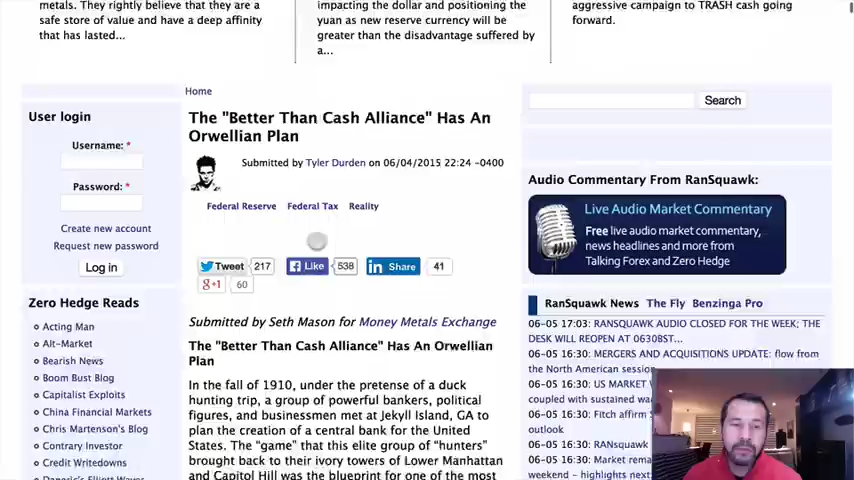 metals. They rightly believe that they are a
safe store of value and have a deep affinity
that has lasted...
impacting the dollar and positioning the
yuan as new reserve currency will be
greater than the disadvantage suffered by
a...
aggressive campaign to TRASH cash going
forward.
Home
User login
Username: *
Password: *
Create new account
Request new password
Log in
Zero Hedge Reads
Acting Man
Alt-Market
Bearish News
Boom Bust Blog
Capitalist Exploits
China Financial Markets
Chris Martenson's Blog
Contrary Investor
Credit Writedowns
The "Better Than Cash Alliance" Has An
Orwellian Plan
Submitted by Tyler Durden on 06/04/2015 22:24 -0400
Federal Reserve Federal Tax Reality
Tweet 217 Like 538 in Share 41
g+1 60
Submitted by Seth Mason for Money Metals Exchange
The "Better Than Cash Alliance" Has An Orwellian
Plan
In the fall of 1910, under the pretense of a duck
hunting trip, a group of powerful bankers, political
figures, and businessmen met at Jekyll Island, GA to
plan the creation of a central bank for the United
States. The “game” that this elite group of “hunters”
brought back to their ivory towers of Lower Manhattan
and Capitol Hill was the blueprint for one of the most
Search
Audio Commentary From RanSquawk:
Live Audio Market Commentary
Free live audio market commentary,
news headlines and more from
Talking Forex and Zero Hedge
RanSquawk News The Fly Benzinga Pro
06-05 17:03: RANSQUAWK AUDIO CLOSED FOR THE WEEK; THE
DESK WILL REOPEN AT 0630BST...
06-05 16:30: MERGERS AND ACQUISITIONS UPDATE: flow from
the North American session
06-05 16:30: US MARKET
coupled with sustained
06-05 16:30: Fitch affirm
outlook
06-05 16:30: RANsquawk
06-05 16:30: Market
weekend - highlights next